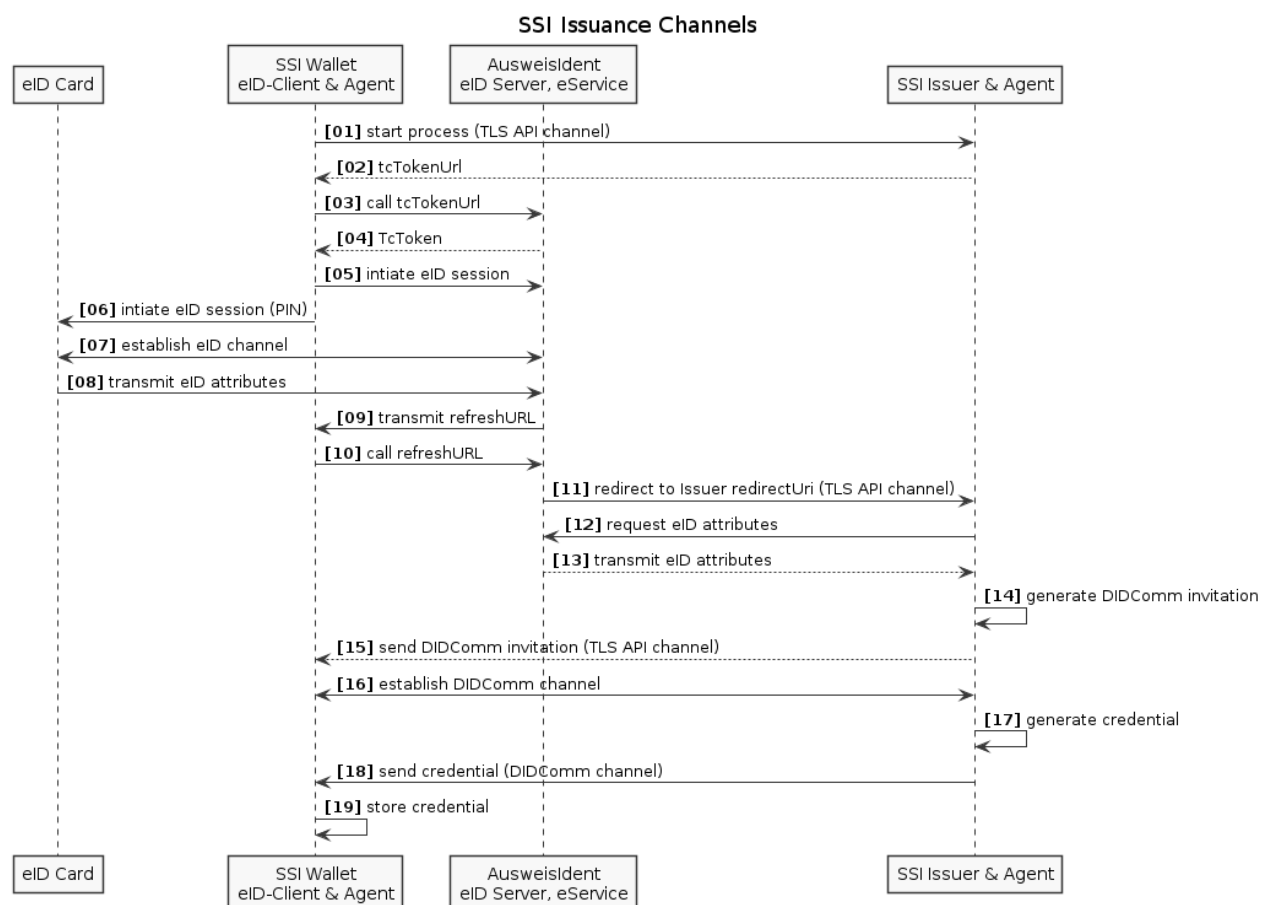 SSI Issuance Channels
eID Card
SSI Wallet
eID-Client & Agent
AusweisIdent
eID Server, eService
SSI Issuer & Agent
[01] start process (TLS API channel)
[02] tcTokenUrl
[03] call tcTokenUrl
[04] TcToken
[05] intiate eID session
[06] intiate eID session (PIN)
[07] establish eID channel
[08] transmit eID attributes
[09] transmit refreshURL
[10] call refreshURL
[11] redirect to Issuer redirectUri (TLS API channel)
[12] request eID attributes
[13] transmit eID attributes
[14] generate DIDComm invitation
[15] send DIDComm invitation (TLS API channel)
[16] establish DIDComm channel
[17] generate credential
[18] send credential (DIDComm channel)
[19] store credential
eID Card
SSI Wallet
eID-Client & Agent
AusweisIdent
eID Server, eService
SSI Issuer & Agent